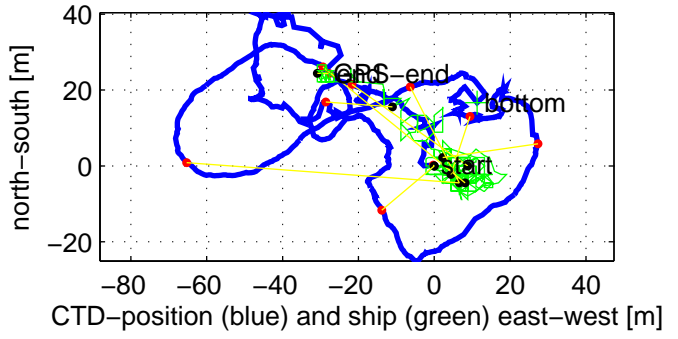 40
20
0
−20
north−south [m]
end
GPS−end
bottom
start
−80 −60 −40 −20 0 20 40
CTD−position (blue) and ship (green) east−west [m]